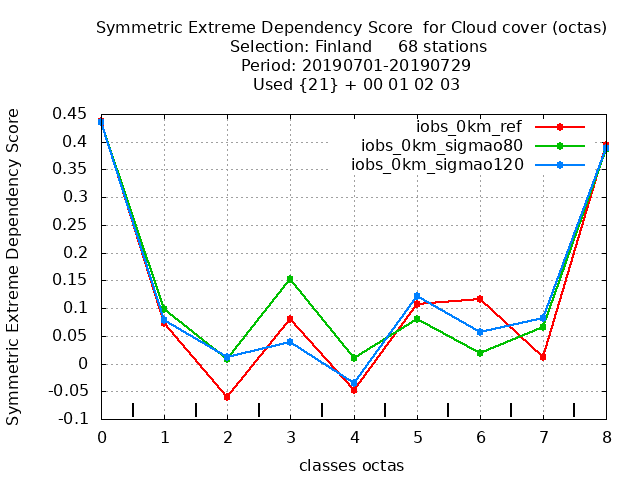 Symmetric Extreme Dependency Score  for Cloud cover (octas)
Selection: Finland     68 stations
Period: 20190701-20190729
Used {21} + 00 01 02 03
Symmetric Extreme Dependency Score
0.45
0.4
0.35
0.3
0.25
0.2
0.15
0.1
0.05
0
-0.05
-0.1
iobs_0km_ref
iobs_0km_sigmao80
iobs_0km_sigmao120
0 1 2 3 4 5 6 7 8
classes octas